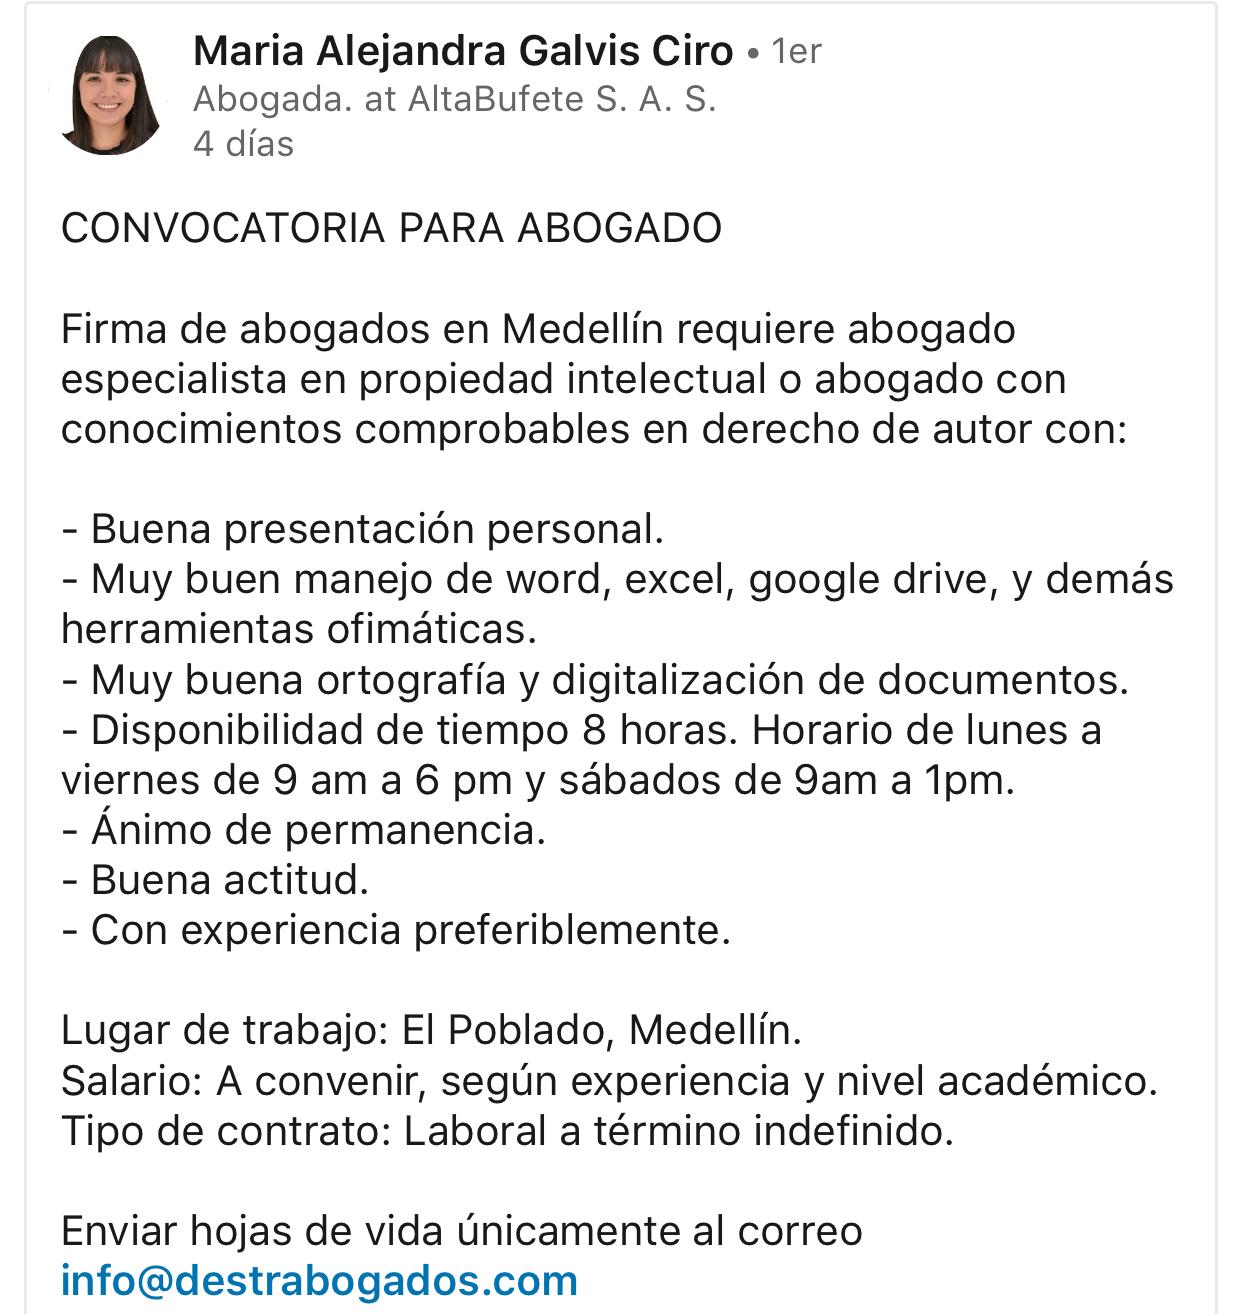 Maria Alejandra Galvis Ciro • 1er
Abogada. at AltaBufete S. A. S.
4 días
CONVOCATORIA PARA ABOGADO
Firma de abogados en Medellín requiere abogado
especialista en propiedad intelectual o abogado con
conocimientos comprobables en derecho de autor con:
- Buena presentación personal.
- Muy buen manejo de word, excel, google drive, y demás
herramientas ofimáticas.
- Muy buena ortografía y digitalización de documentos.
- Disponibilidad de tiempo 8 horas. Horario de lunes a
viernes de 9 am a 6 pm y sábados de 9am a 1pm.
- Ánimo de permanencia.
- Buena actitud.
- Con experiencia preferiblemente.
Lugar de trabajo: El Poblado, Medellín.
Salario: A convenir, según experiencia y nivel académico.
Tipo de contrato: Laboral a término indefinido.
Enviar hojas de vida únicamente al correo
info@destrabogados.com